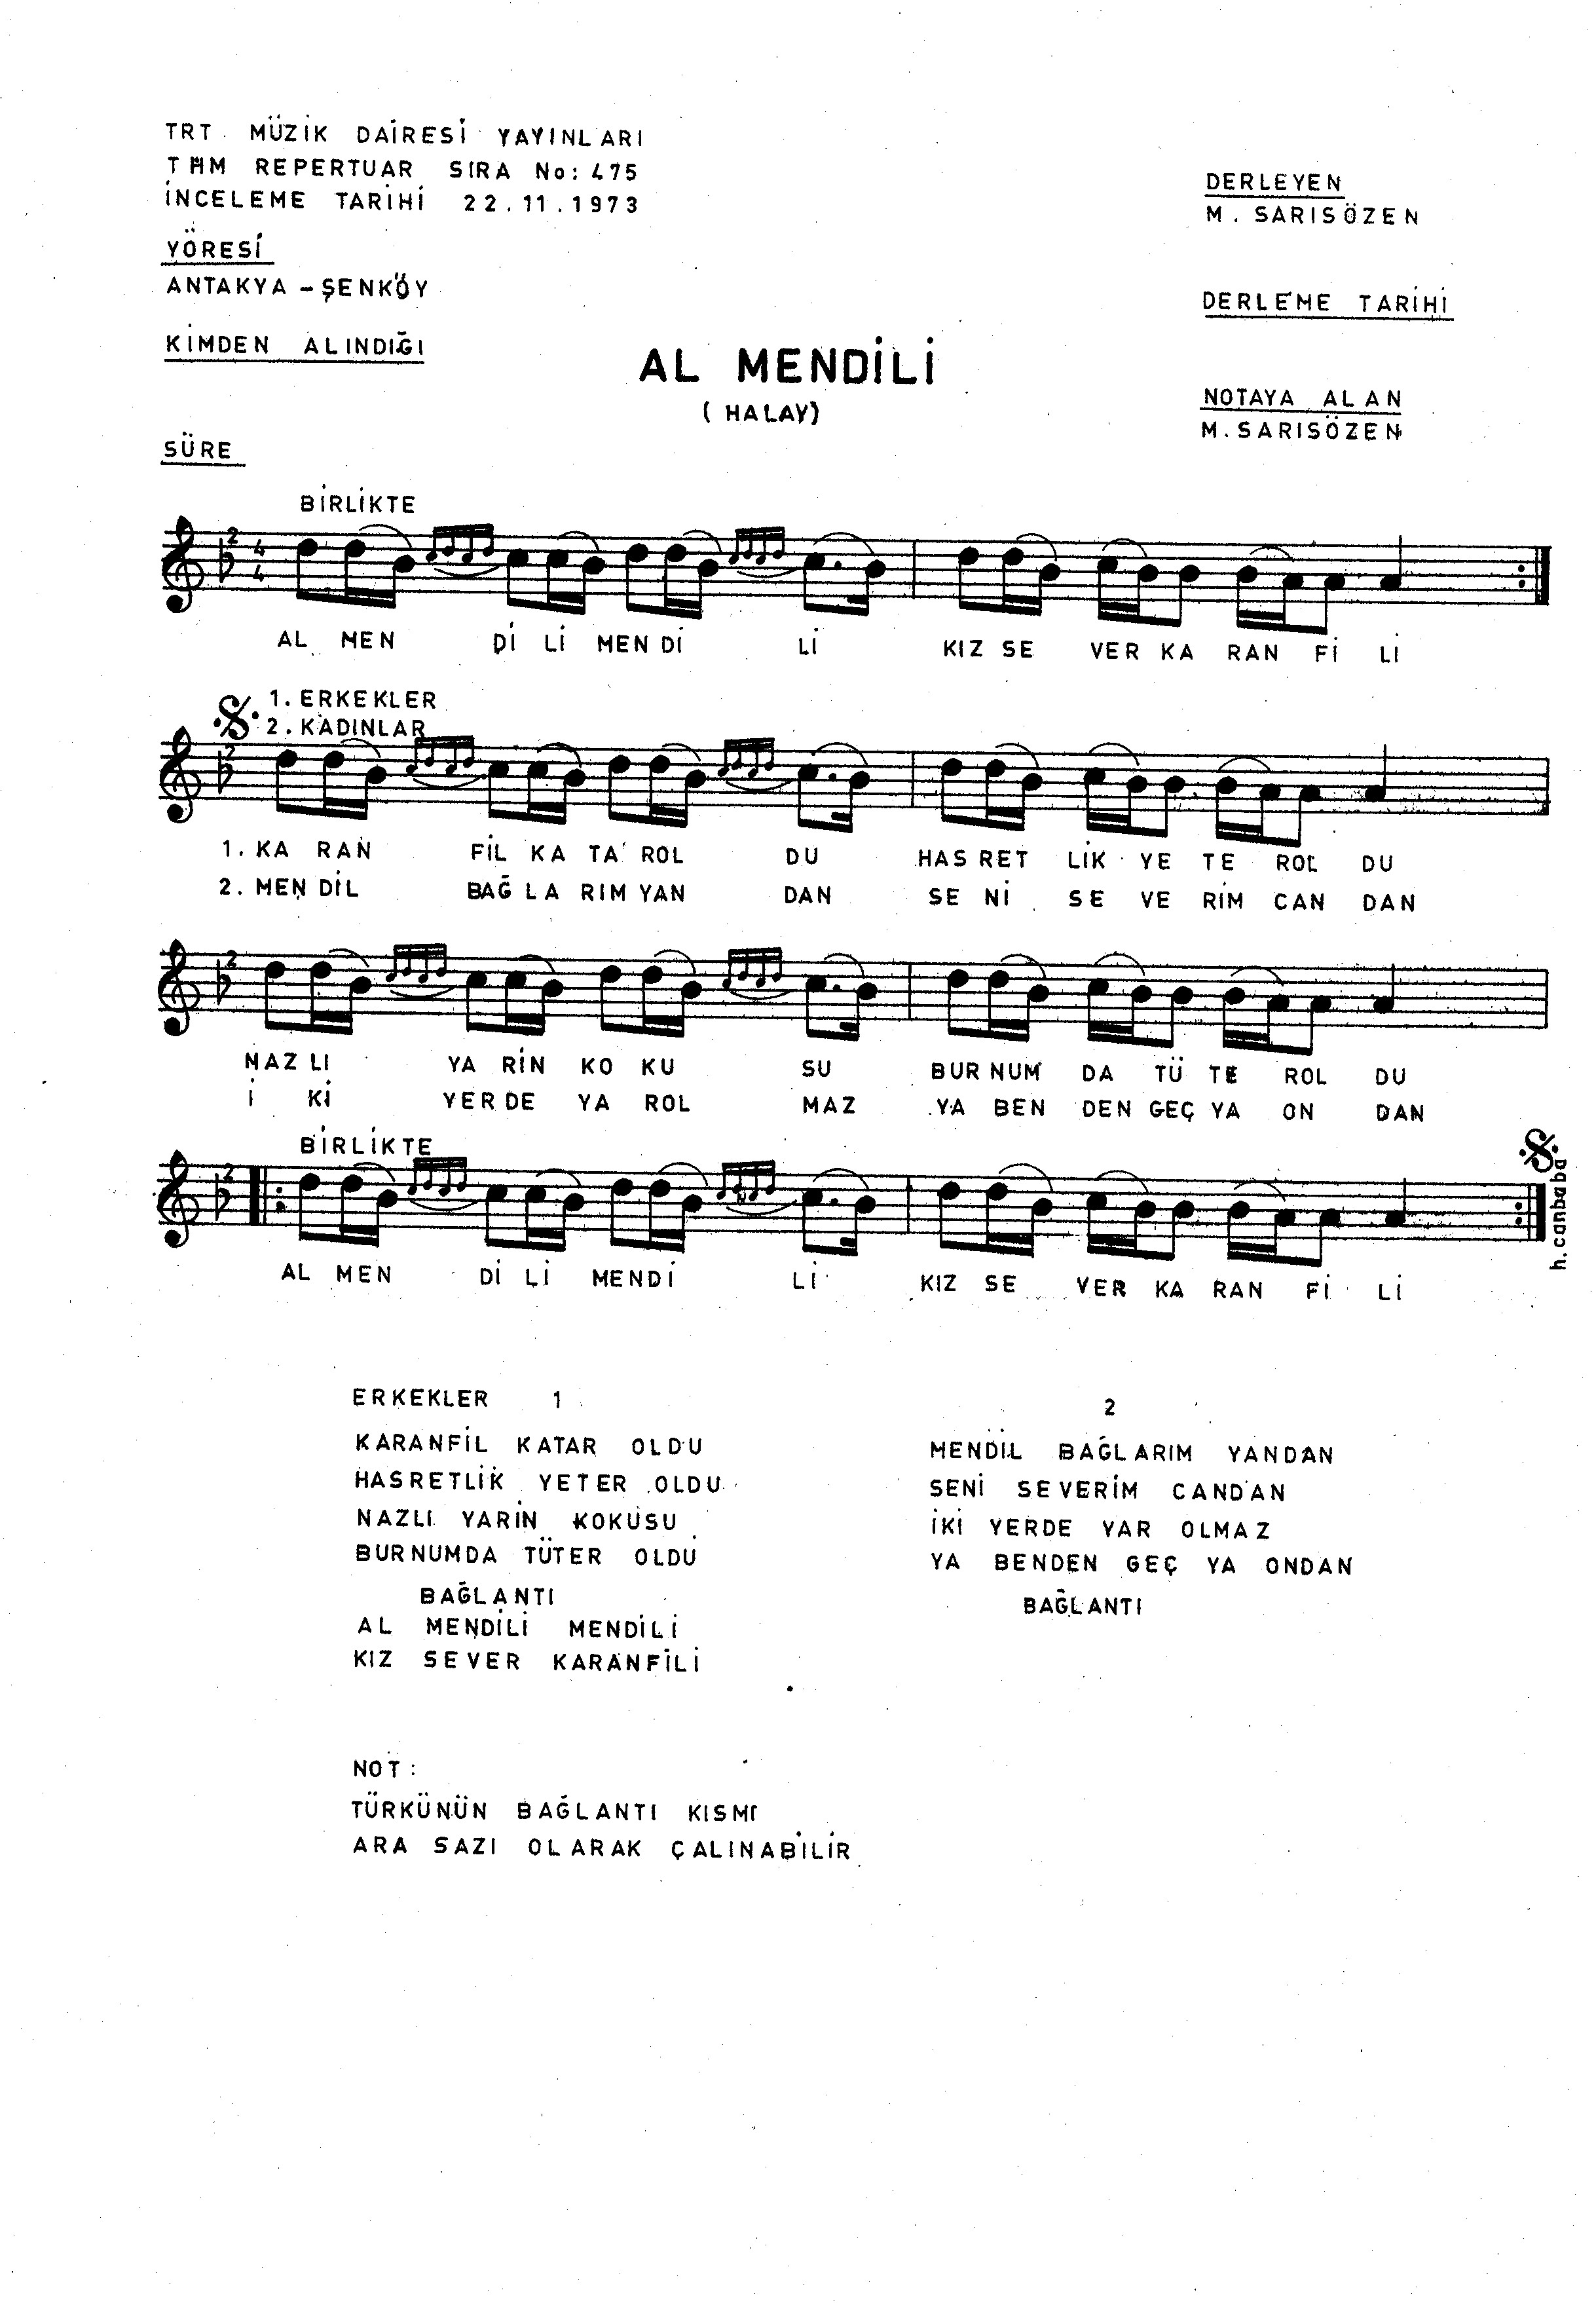 TRT MÜZİK DAİRESİ YAYINLARI
THM REPERTUAR SIRA No: 475
İNCELEME TARİHİ 22.11.1973
DERLEYEN
M. SARISÖZEN
YÖRESİ
ANTAKYA - ŞENKÖY
DERLEME TARİHİ
KİMDEN ALINDIĞI
AL MENDİLİ
( HALAY)
NOTAYA ALAN
M. SARISÖZEN
SÜRE
BİRLİKTE
2 4 4
AL MEN Dİ Lİ MEN Dİ Lİ KIZ SE VER KA RAN Fİ Lİ
1. ERKEKLER
2. KADINLAR
2
1. KA RAN FİL KA TA ROL DU HAS RET LİK YE TE ROL DU
2. MEN DİL BAĞ LA RIM YAN DAN SE Nİ SE VE RİM CAN DAN
2
NAZ LI YA RİN KO KU SU BUR NUM DA TÜ TE ROL DU
İ Kİ YER DE YA ROL MAZ YA BEN DEN GEÇ YA ON DAN
BİRLİKTE
2
AL MEN Dİ Lİ MEN Dİ Lİ KIZ SE VER KA RAN Fİ Lİ
h. canbaba
ERKEKLER 1
KARANFİL KATAR OLDU
HASRETLİK YETER OLDU
NAZLI YARİN KOKUSU
BURNUMDA TÜTER OLDU
BAĞLANTI
AL MENDİLİ MENDİLİ
KIZ SEVER KARANFİLİ
2
MENDİL BAĞLARIM YANDAN
SENİ SEVERİM CANDAN
İKİ YERDE YAR OLMAZ
YA BENDEN GEÇ YA ONDAN
BAĞLANTI
NOT :
TÜRKÜNÜN BAĞLANTI KISMI
ARA SAZI OLARAK ÇALINABİLİR